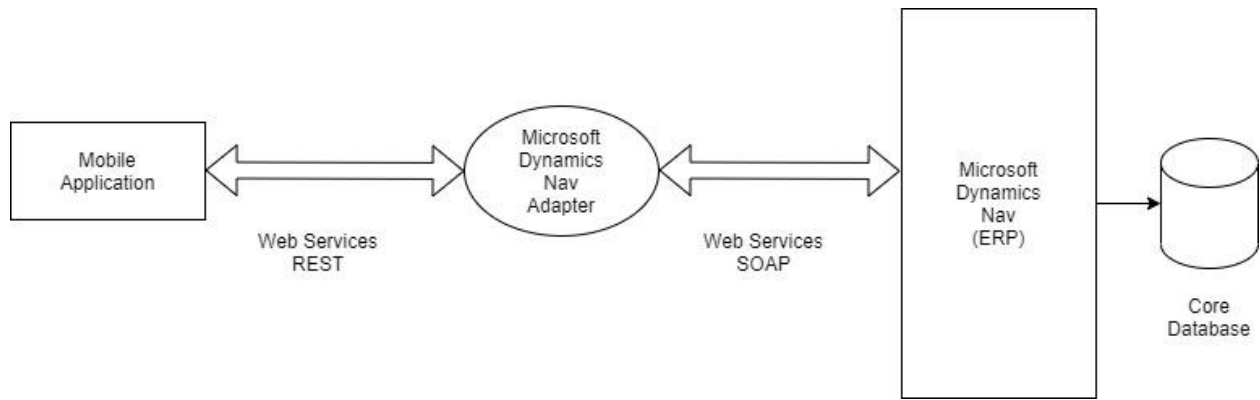 Mobile
Application
Web Services
REST
Microsoft
Dynamics
Nav
Adapter
Web Services
SOAP
Microsoft
Dynamics
Nav
(ERP)
Core
Database